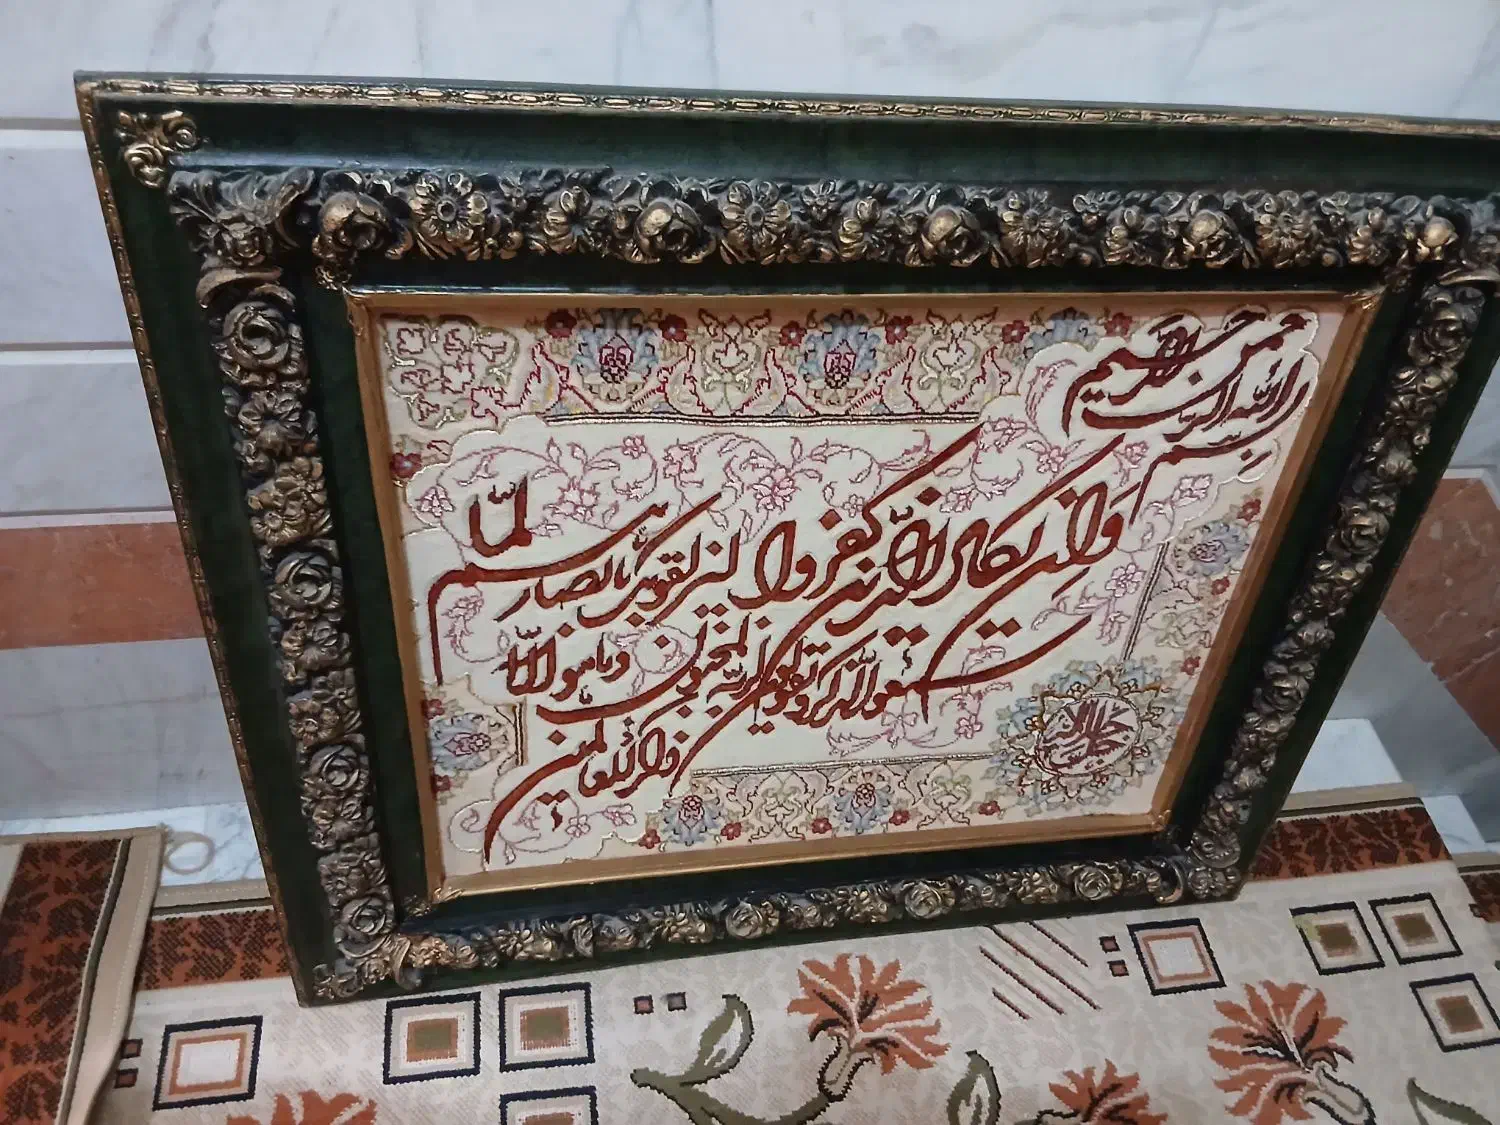 بسم الله الرحمن الرحیم
وان یکاد الذین کفروا لیزلقونک بابصارهم لما
سمعوا الذکر و یقولون انه لمجنون وما هو الا
ذکر للعالمین